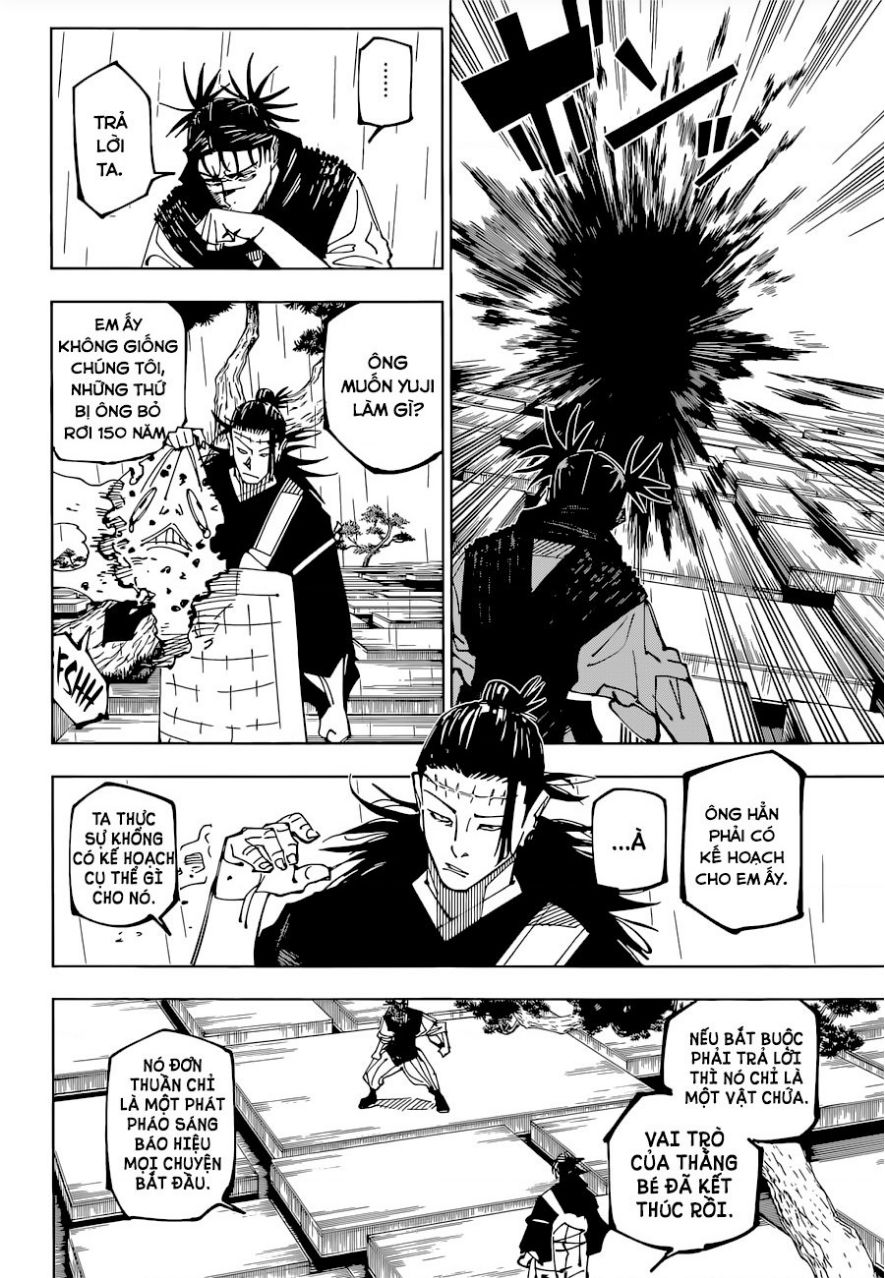 ......
TRẢ
LỜI
TA.
ÔNG
MUỐN YUJI
LÀM GÌ?
EM ẤY
KHÔNG GIỐNG
CHÚNG TÔI,
NHỮNG THỨ
BỊ ÔNG BỎ
RƠI 150 NĂM
FSHH
ÔNG HẲN
PHẢI CÓ
KẾ HOẠCH
CHO EM ẤY.
...À
TA THỰC
SỰ KHÔNG
CÓ KẾ HOẠCH
CỤ THỂ GÌ
CHO NÓ.
NẾU BẮT BUỘC
PHẢI TRẢ LỜI
THÌ NÓ CHỈ LÀ
MỘT VẬT CHỨA.
VAI TRÒ
CỦA THẰNG
BÉ ĐÃ KẾT
THÚC RỒI.
NÓ ĐƠN
THUẦN CHỈ
LÀ MỘT PHÁT
PHÁO SÁNG
BÁO HIỆU
MỌI CHUYỆN
BẮT ĐẦU.